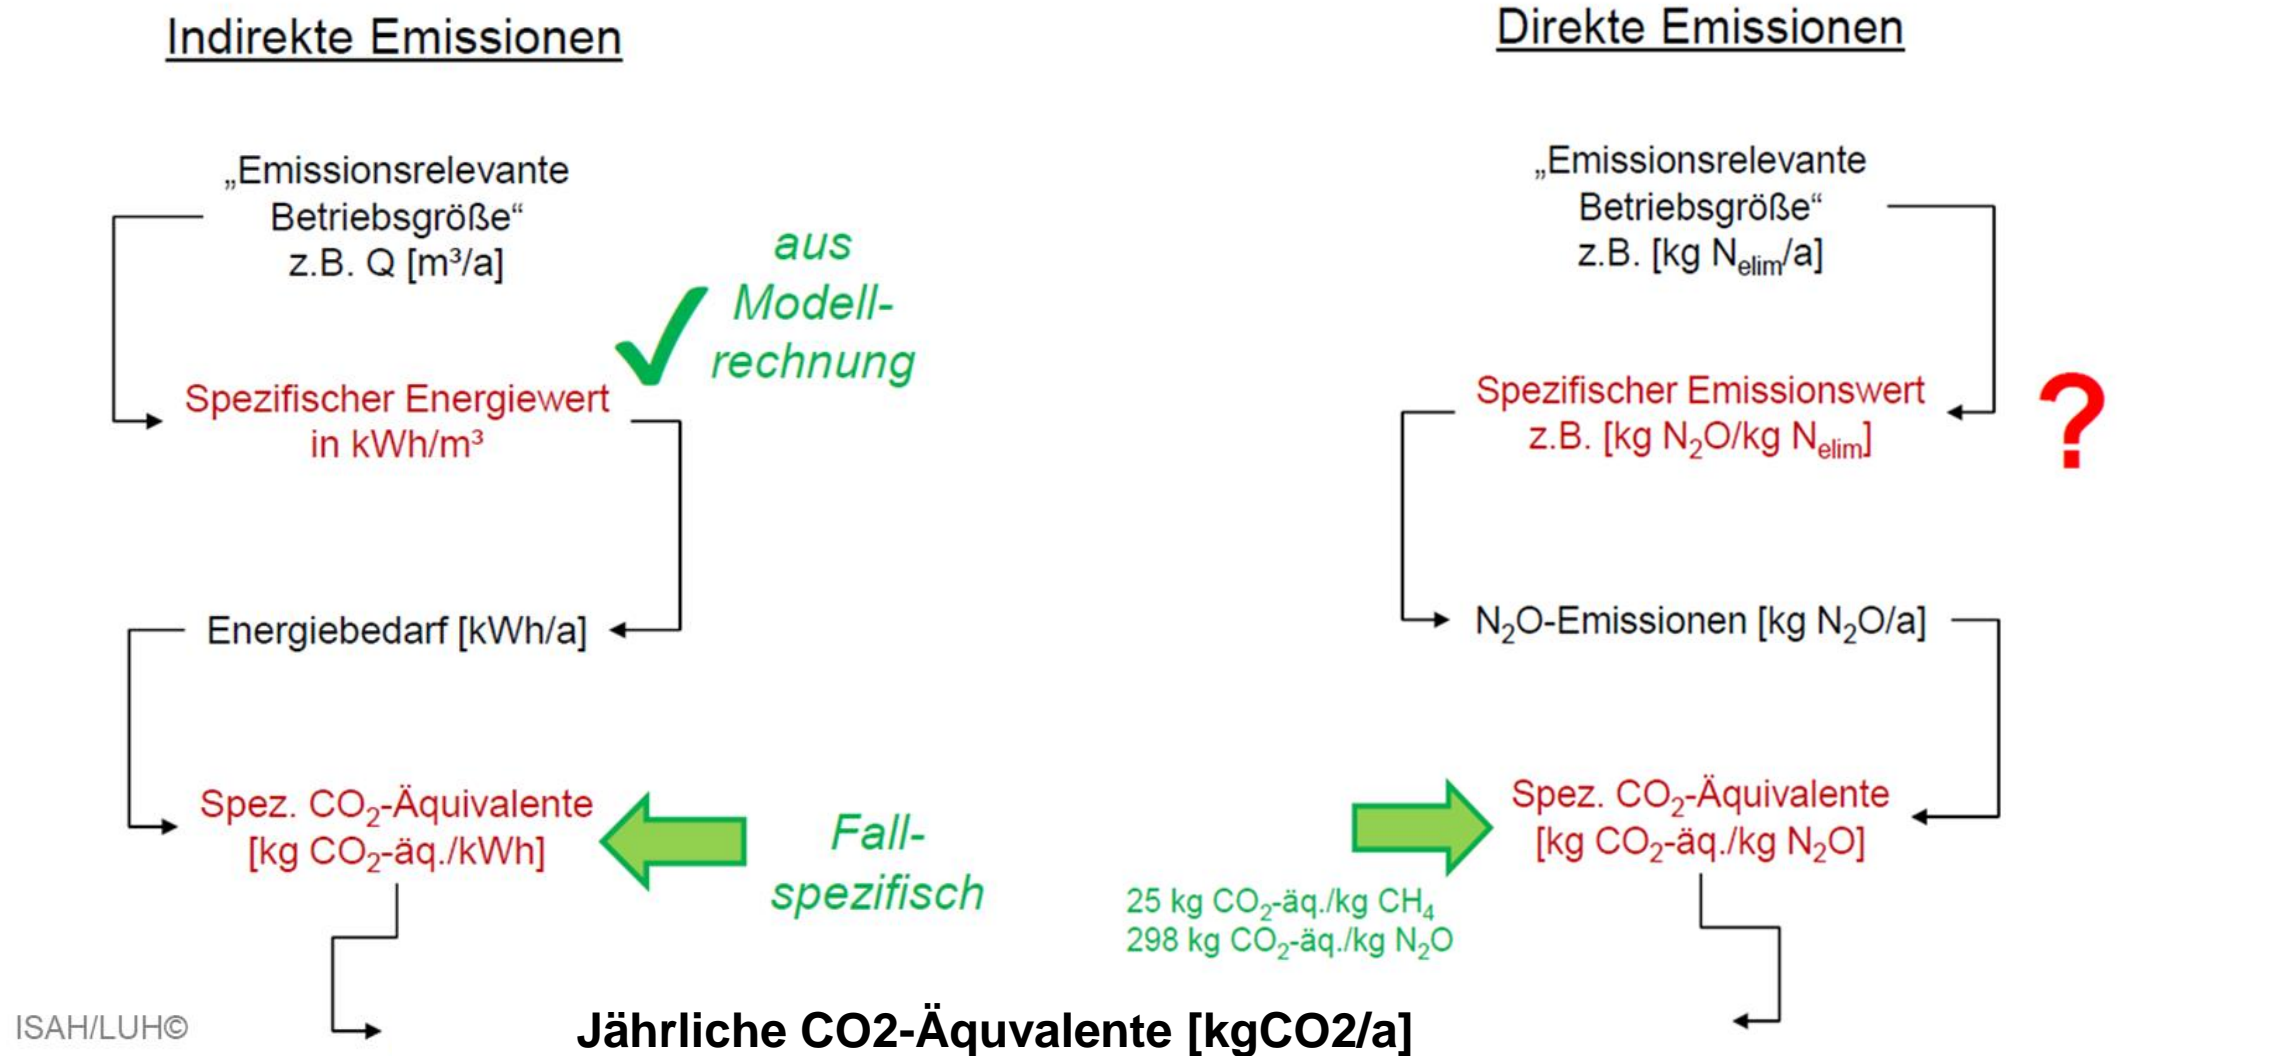 Indirekte Emissionen
„Emissionsrelevante
Betriebsgröße“
z.B. Q [m³/a]
aus
Modell-
rechnung
Spezifischer Energiewert
in kWh/m³
Energiebedarf [kWh/a]
Spez. CO₂-Äquivalente
[kg CO₂-äq./kWh]
Fall-
spezifisch
Direkte Emissionen
„Emissionsrelevante
Betriebsgröße“
z.B. [kg Nelim/a]
Spezifischer Emissionswert
z.B. [kg N₂O/kg Nelim]
?
N₂O-Emissionen [kg N₂O/a]
Spez. CO₂-Äquivalente
[kg CO₂-äq./kg N₂O]
25 kg CO₂-äq./kg CH₄
298 kg CO₂-äq./kg N₂O
Jährliche CO2-Äquvalente [kgCO2/a]
ISAH/LUH©